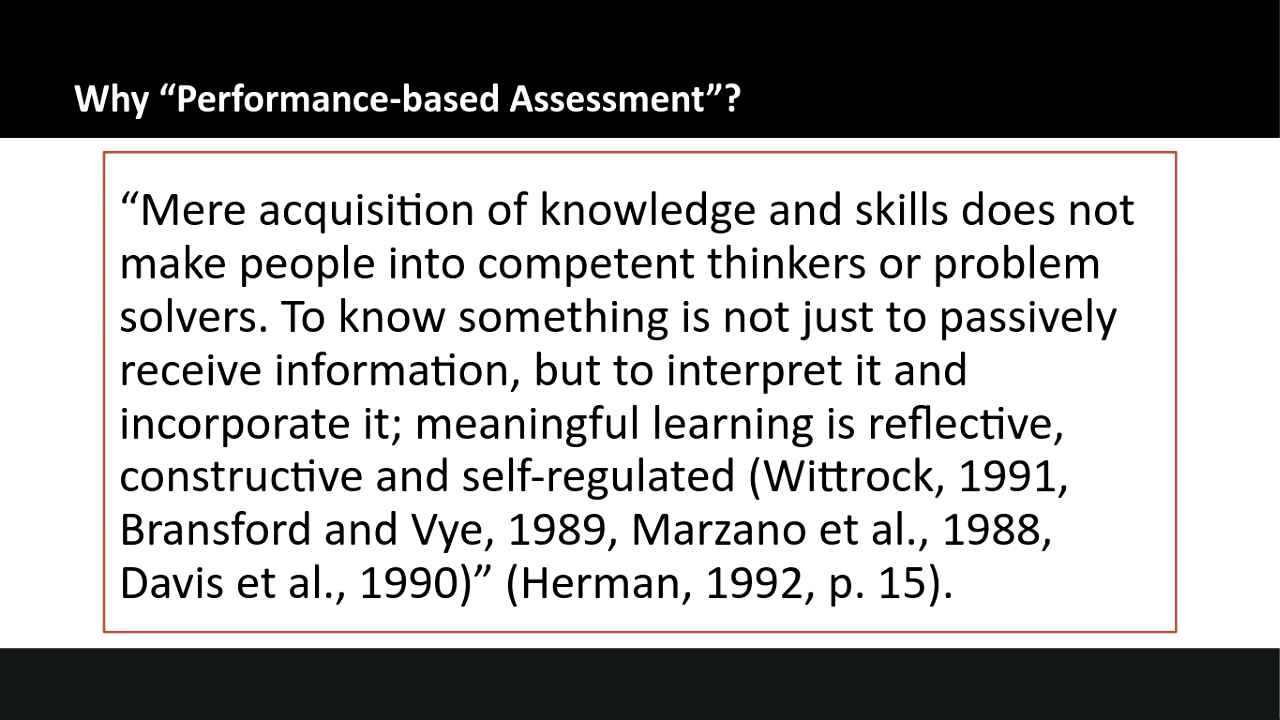 Why “Performance-based Assessment”?
“Mere acquisition of knowledge and skills does not
make people into competent thinkers or problem
solvers. To know something is not just to passively
receive information, but to interpret it and
incorporate it; meaningful learning is reflective,
constructive and self-regulated (Wittrock, 1991,
Bransford and Vye, 1989, Marzano et al., 1988,
Davis et al., 1990)” (Herman, 1992, p. 15).